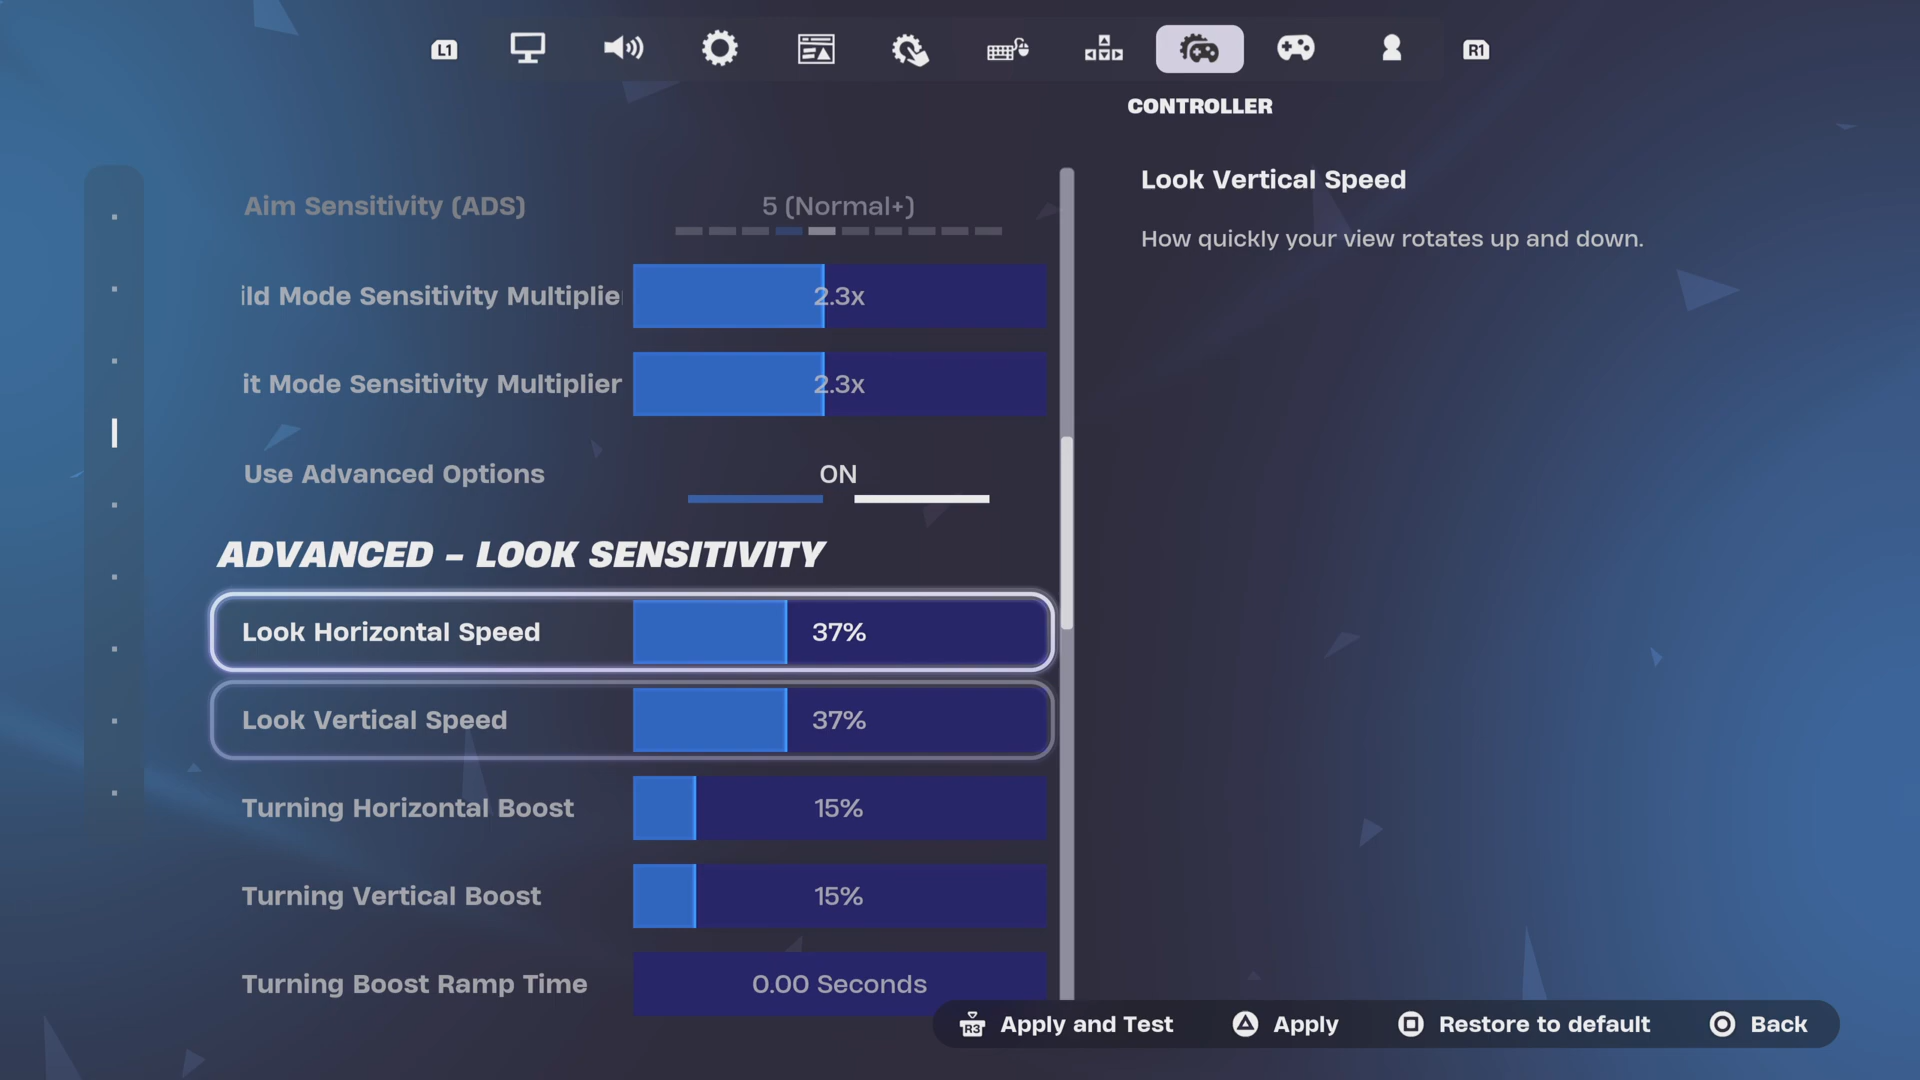 L1
R1
CONTROLLER
Aim Sensitivity (ADS)
5 (Normal+)
ild Mode Sensitivity Multiplier
2.3x
it Mode Sensitivity Multiplier
2.3x
Use Advanced Options
ON
ADVANCED – LOOK SENSITIVITY
Look Horizontal Speed
37%
Look Vertical Speed
37%
Turning Horizontal Boost
15%
Turning Vertical Boost
15%
Turning Boost Ramp Time
0.00 Seconds
Look Vertical Speed
How quickly your view rotates up and down.
R3 Apply and Test
Apply
Restore to default
Back